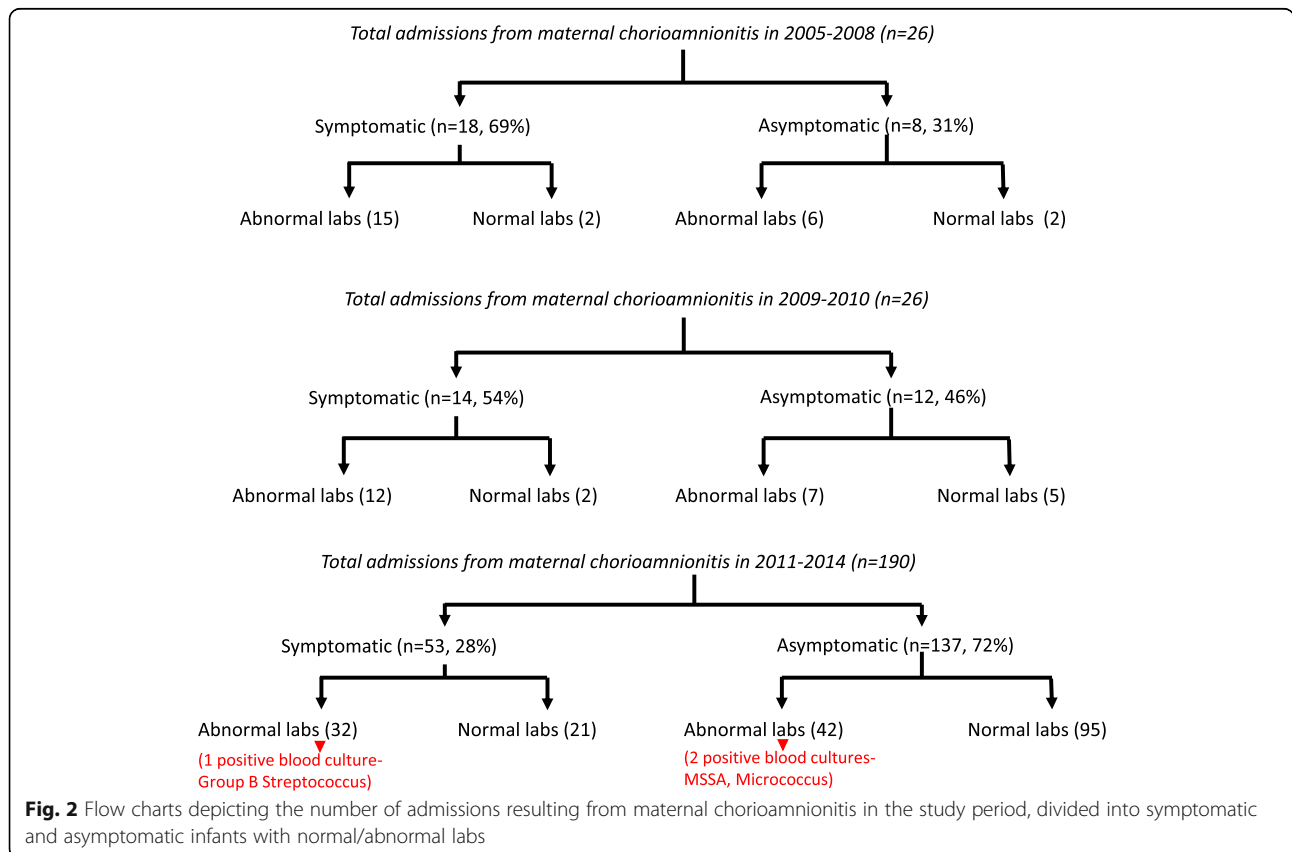 Total admissions from maternal chorioamnionitis in 2005-2008 (n=26)
Symptomatic (n=18, 69%)
Asymptomatic (n=8, 31%)
Abnormal labs (15)
Normal labs (2)
Abnormal labs (6)
Normal labs (2)
Total admissions from maternal chorioamnionitis in 2009-2010 (n=26)
Symptomatic (n=14, 54%)
Asymptomatic (n=12, 46%)
Abnormal labs (12)
Normal labs (2)
Abnormal labs (7)
Normal labs (5)
Total admissions from maternal chorioamnionitis in 2011-2014 (n=190)
Symptomatic (n=53, 28%)
Asymptomatic (n=137, 72%)
Abnormal labs (32)
(1 positive blood culture-
Group B Streptococcus)
Normal labs (21)
Abnormal labs (42)
(2 positive blood cultures-
MSSA, Micrococcus)
Normal labs (95)
Fig. 2 Flow charts depicting the number of admissions resulting from maternal chorioamnionitis in the study period, divided into symptomatic
and asymptomatic infants with normal/abnormal labs